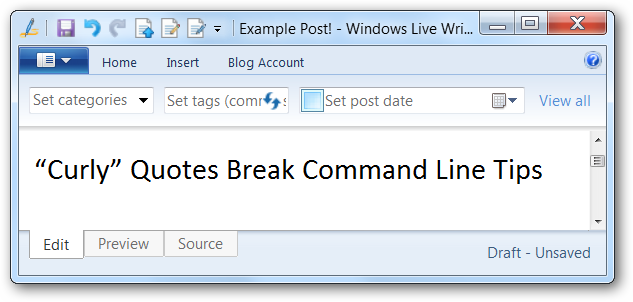 Example Post! - Windows Live Wri...
Home Insert Blog Account
Set categories Set tags (comm Set post date View all
“Curly” Quotes Break Command Line Tips
Edit Preview Source
Draft - Unsaved